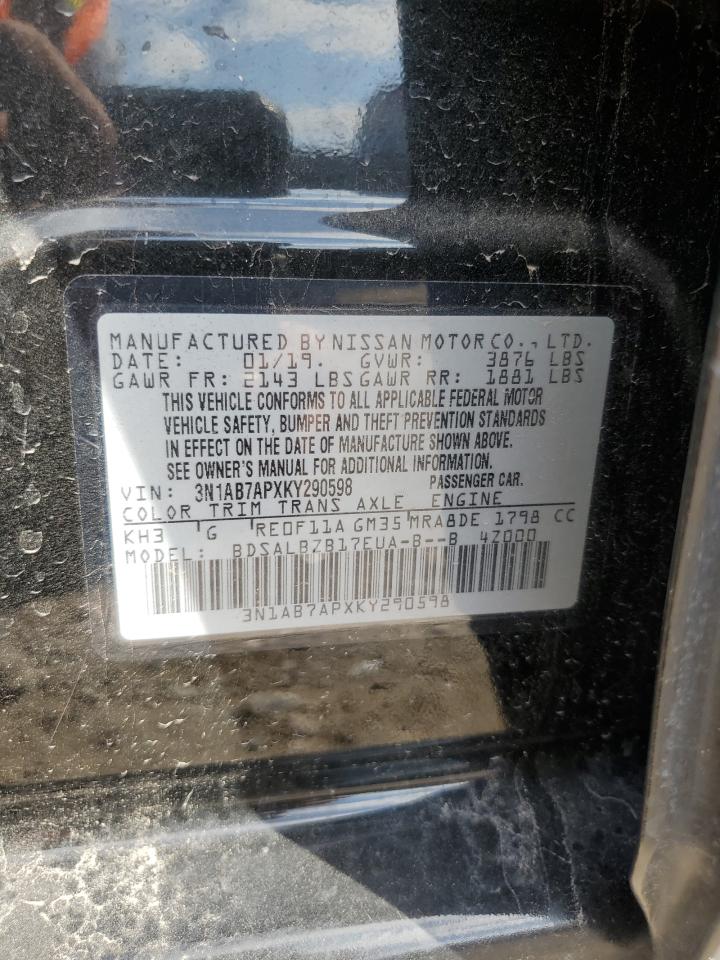 MANUFACTURED BY NISSAN MOTOR CO., LTD.
DATE: 01/19. GVWR: 3876 LBS
GAWR FR: 2143 LBS GAWR RR: 1881 LBS
THIS VEHICLE CONFORMS TO ALL APPLICABLE FEDERAL MOTOR
VEHICLE SAFETY, BUMPER AND THEFT PREVENTION STANDARDS
IN EFFECT ON THE DATE OF MANUFACTURE SHOWN ABOVE.
SEE OWNER'S MANUAL FOR ADDITIONAL INFORMATION.
VIN: 3N1AB7APXKY290598 PASSENGER CAR.
COLOR TRIM TRANS AXLE ENGINE
KH3 'G 'RE0F11A GM35 'MRA8DE 1798 CC
MODEL: BDSALBZB17EUA-B--B 4Z000
3N1AB7APXKY290598